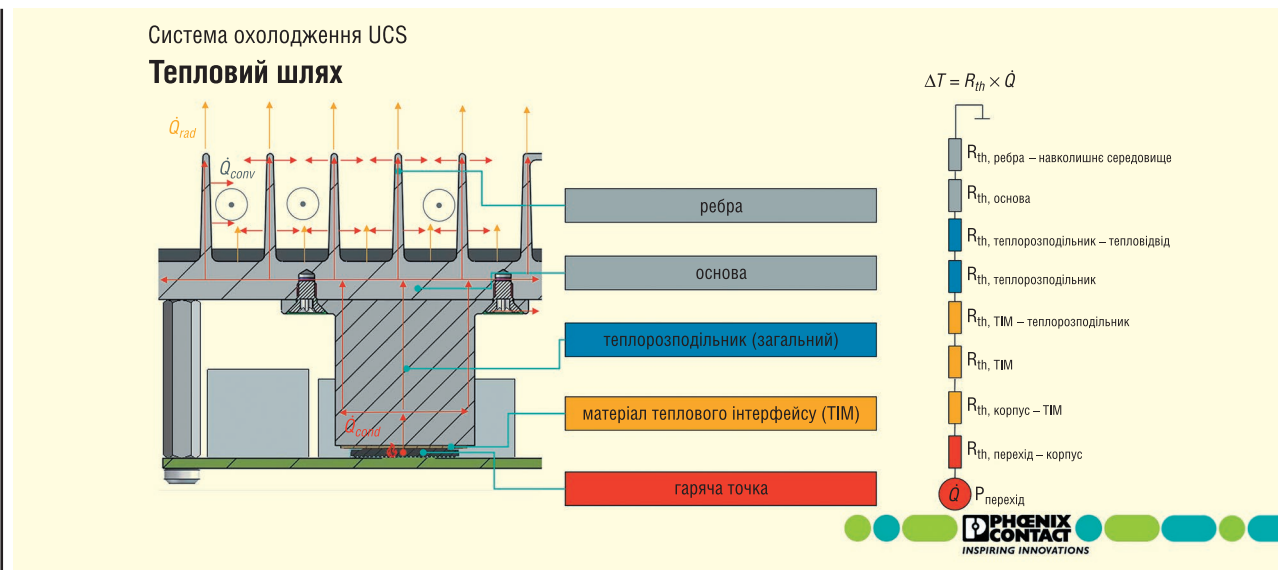 Система охолодження UCS
Тепловий шлях
Q̇rad
Q̇conv
Q̇cond
ребра
основа
теплорозподільник (загальний)
матеріал теплового інтерфейсу (TIM)
гаряча точка
ΔT = Rth × Q̇
Rth, ребра – навколишнє середовище
Rth, основа
Rth, теплорозподільник – тепловідвід
Rth, теплорозподільник
Rth, TIM – теплорозподільник
Rth, TIM
Rth, корпус – TIM
Rth, перехід – корпус
Q̇ Pперехід
PHŒNIX
CONTACT
INSPIRING INNOVATIONS